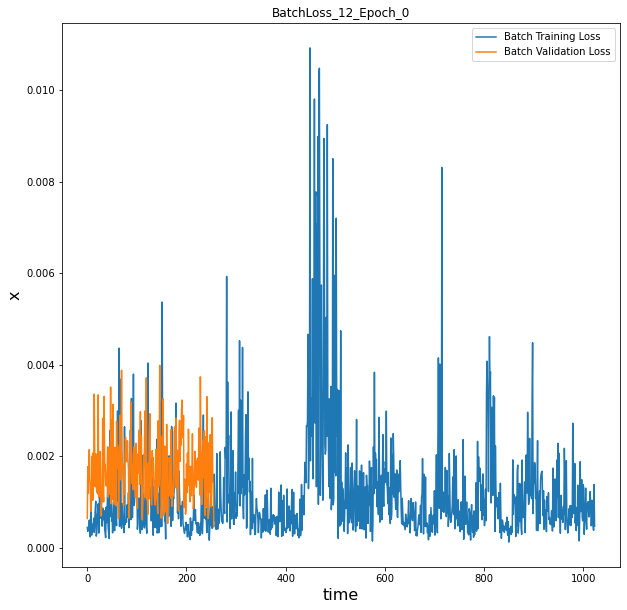 BatchLoss_12_Epoch_0
Batch Training Loss
Batch Validation Loss
0.010
0.008
0.006
0.004
0.002
0.000
x
0 200 400 600 800 1000
time